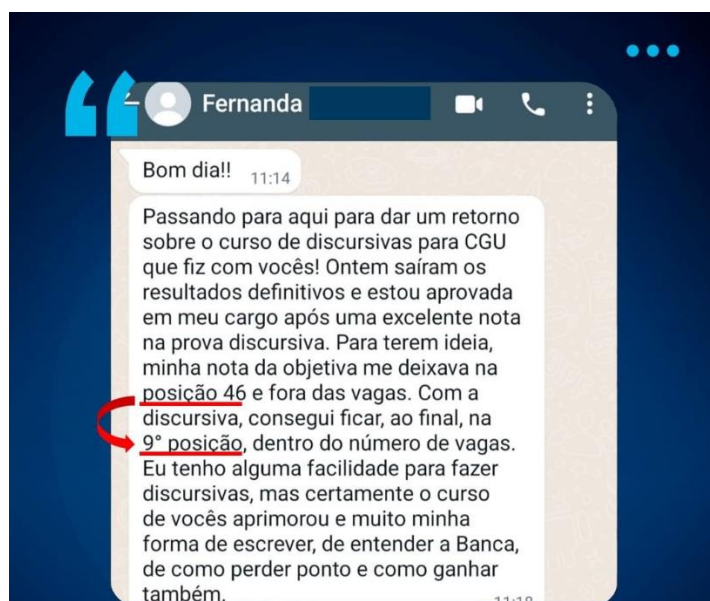 Fernanda
Bom dia!! 11:14
Passando para aqui para dar um retorno
sobre o curso de discursivas para CGU
que fiz com vocês! Ontem saíram os
resultados definitivos e estou aprovada
em meu cargo após uma excelente nota
na prova discursiva. Para terem ideia,
minha nota da objetiva me deixava na
posição 46 e fora das vagas. Com a
discursiva, consegui ficar, ao final, na
9° posição, dentro do número de vagas.
Eu tenho alguma facilidade para fazer
discursivas, mas certamente o curso
de vocês aprimorou e muito minha
forma de escrever, de entender a Banca,
de como perder ponto e como ganhar
também.